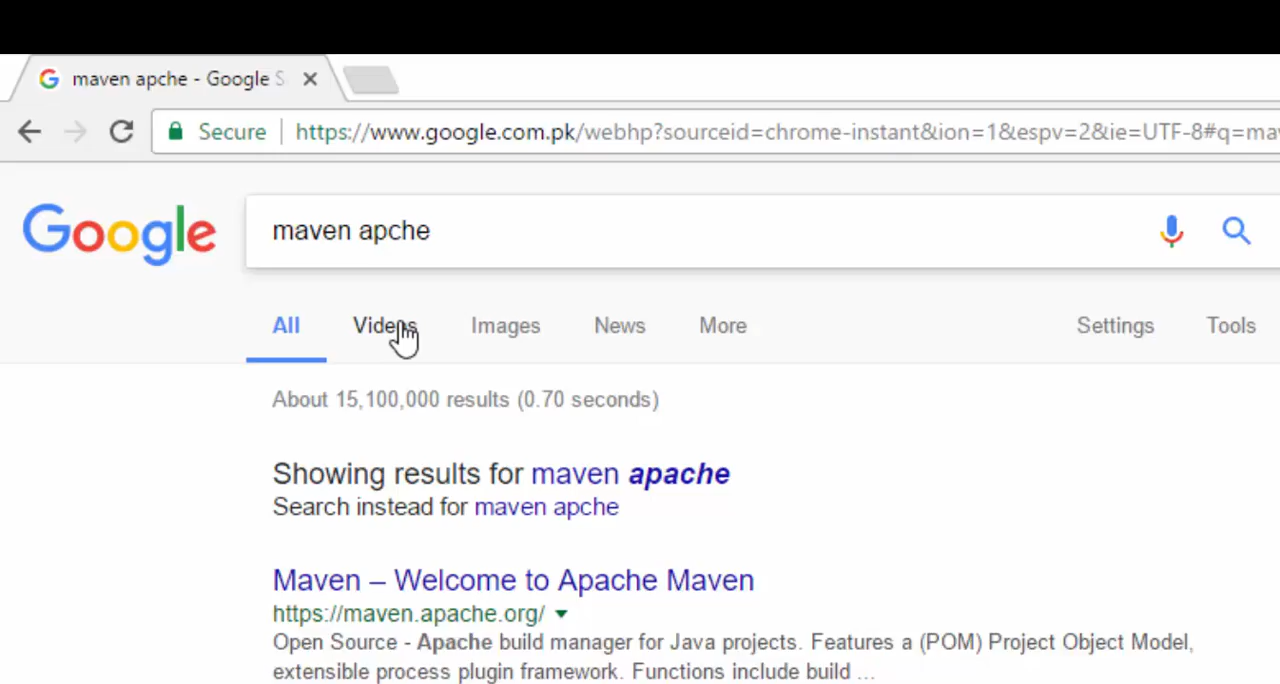 maven apche - Google S
Secure https://www.google.com.pk/webhp?sourceid=chrome-instant&ion=1&espv=2&ie=UTF-8#q=ma
Google
maven apche
All Videos Images News More Settings Tools
About 15,100,000 results (0.70 seconds)
Showing results for maven apache
Search instead for maven apche
Maven – Welcome to Apache Maven
https://maven.apache.org/
Open Source - Apache build manager for Java projects. Features a (POM) Project Object Model,
extensible process plugin framework. Functions include build ...